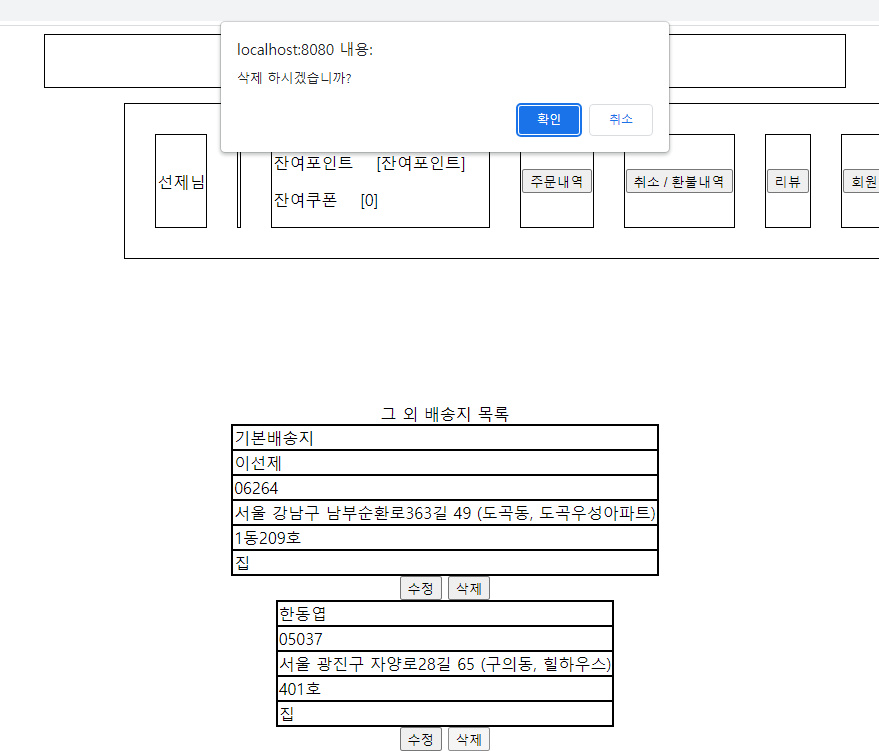 localhost:8080 내용:
삭제 하시겠습니까?
확인 취소
선제님
잔여포인트 [잔여포인트]
잔여쿠폰 [0]
주문내역
취소 / 환불내역
리뷰
회원
그 외 배송지 목록
기본배송지
이선제
06264
서울 강남구 남부순환로363길 49 (도곡동, 도곡우성아파트)
1동209호
집
수정 삭제
한동엽
05037
서울 광진구 자양로28길 65 (구의동, 힐하우스)
401호
집
수정 삭제